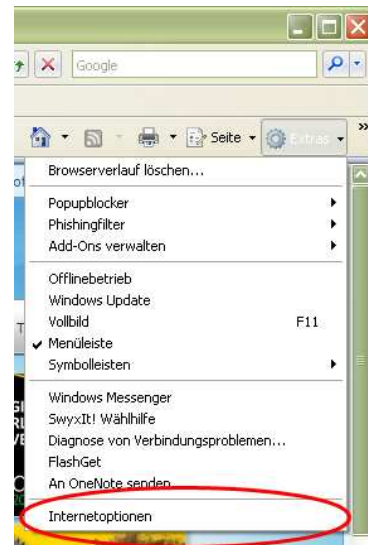 Google
Seite Extras
Browserverlauf löschen...
Popupblocker
Phishingfilter
Add-Ons verwalten
Offlinebetrieb
Windows Update
Vollbild F11
Menüleiste
Symbolleisten
Windows Messenger
SwyxIt! Wählhilfe
Diagnose von Verbindungsproblemen...
FlashGet
An OneNote senden
Internetoptionen